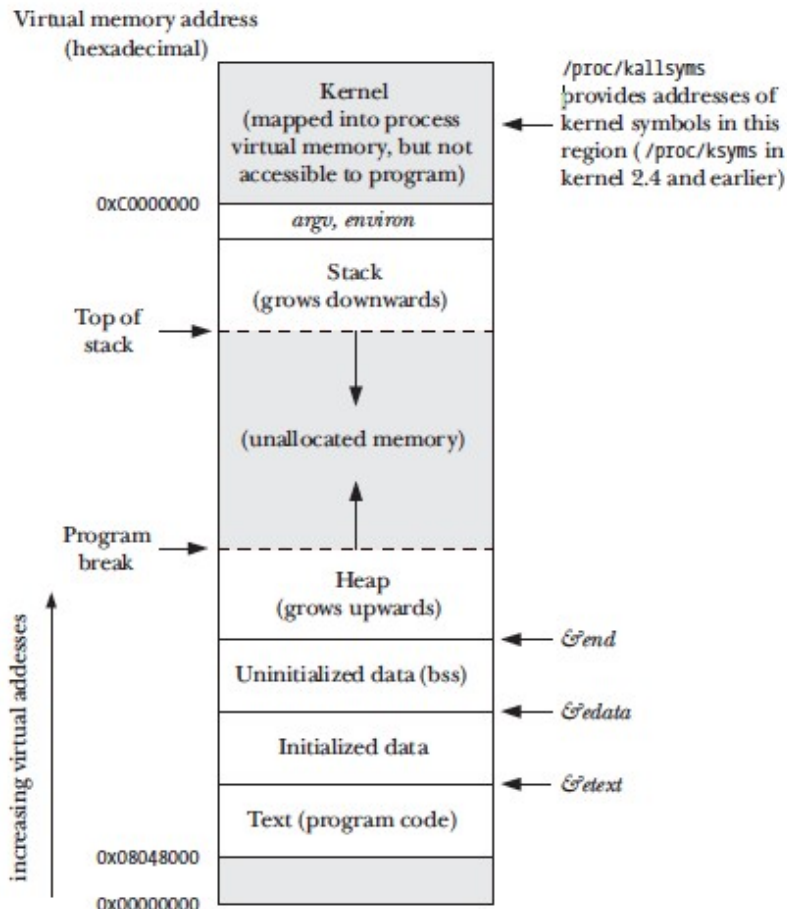 Virtual memory address
(hexadecimal)
/proc/kallsyms
provides addresses of
kernel symbols in this
region (/proc/ksyms in
kernel 2.4 and earlier)
Kernel
(mapped into process
virtual memory, but not
accessible to program)
0xC0000000
argv, environ
Stack
(grows downwards)
Top of
stack
(unallocated memory)
Program
break
Heap
(grows upwards)
&end
Uninitialized data (bss)
&edata
Initialized data
&etext
Text (program code)
0x08048000
0x00000000
increasing virtual addesses